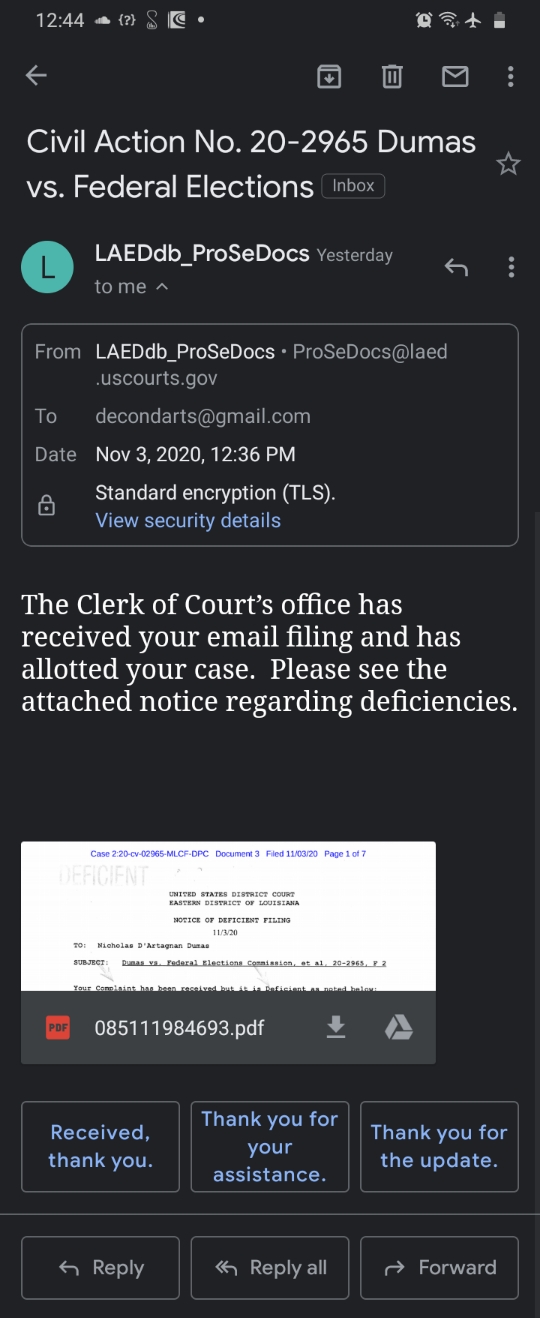 12:44
Civil Action No. 20-2965 Dumas
vs. Federal Elections Inbox
L
LAEDdb_ProSeDocs Yesterday
to me
From LAEDdb_ProSeDocs • ProSeDocs@laed
.uscourts.gov
To decondarts@gmail.com
Date Nov 3, 2020, 12:36 PM
Standard encryption (TLS).
View security details
The Clerk of Court’s office has
received your email filing and has
allotted your case.  Please see the
attached notice regarding deficiencies.
Case 2:20-cv-02965-MLCF-DPC Document 3 Filed 11/03/20 Page 1 of 7
DEFICIENT
UNITED STATES DISTRICT COURT
EASTERN DISTRICT OF LOUISIANA
NOTICE OF DEFICIENT FILING
11/3/20
TO: Nicholas D'Artagnan Dumas
SUBJECT: Dumas vs. Federal Elections Commission, et al, 20-2965, F 2
Your Complaint has been received but it is Deficient as noted below:
PDF 085111984693.pdf
Received,
thank you.
Thank you for
your
assistance.
Thank you for
the update.
Reply
Reply all
Forward